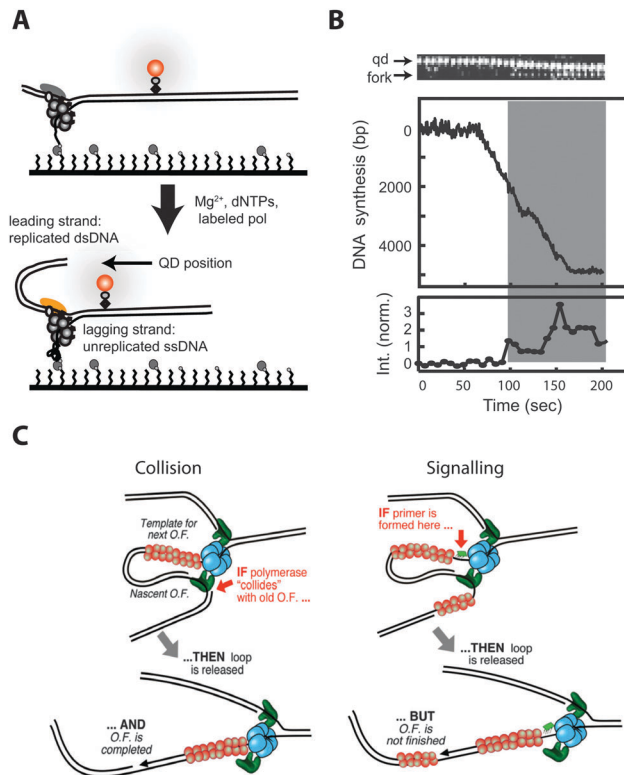 A
Mg2+, dNTPs,
labeled pol
leading strand:
replicated dsDNA
QD position
lagging strand:
unreplicated ssDNA
B
qd
fork
DNA synthesis (bp)
0
2000
4000
Int. (norm.)
3
2
1
0
0
50
100
150
200
Time (sec)
C
Collision
Template for
next O.F.
Nascent O.F.
IF polymerase
"collides"
with old O.F. ...
...THEN loop
is released
... AND
O.F. is
completed
Signalling
IF primer is
formed here ...
...THEN loop
is released
... BUT
O.F. is
not finished